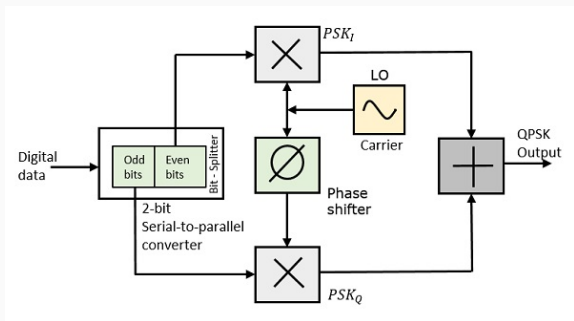 PSK_I
LO
Carrier
QPSK
Output
Digital
data
Odd
bits
Even
bits
Bit - Splitter
Phase
shifter
2-bit
Serial-to-parallel
converter
PSK_Q